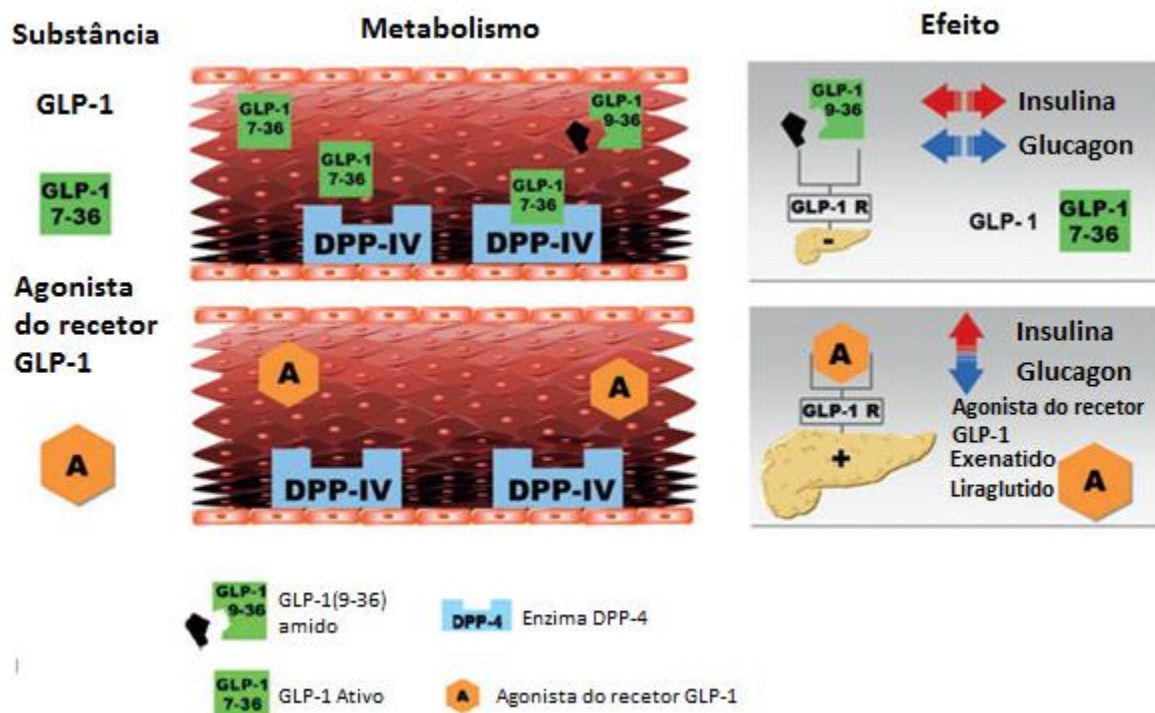 Substância
Metabolismo
Efeito
GLP-1
GLP-1
7-36
GLP-1
7-36
GLP-1
7-36
GLP-1
7-36
GLP-1
9-36
DPP-IV
DPP-IV
GLP-1
9-36
Insulina
Glucagon
GLP-1 R
-
GLP- 1
GLP-1
7-36
Agonista
do recetor
GLP-1
A
A
A
DPP-IV
DPP-IV
A
GLP-1 R
+
Insulina
Glucagon
Agonista do recetor
GLP-1
Exenatido
Liraglutido
A
GLP-1
9-36
GLP-1(9-36)
amido
DPP-4
Enzima DPP-4
GLP-1
7-36
GLP-1 Ativo
A
Agonista do recetor GLP-1